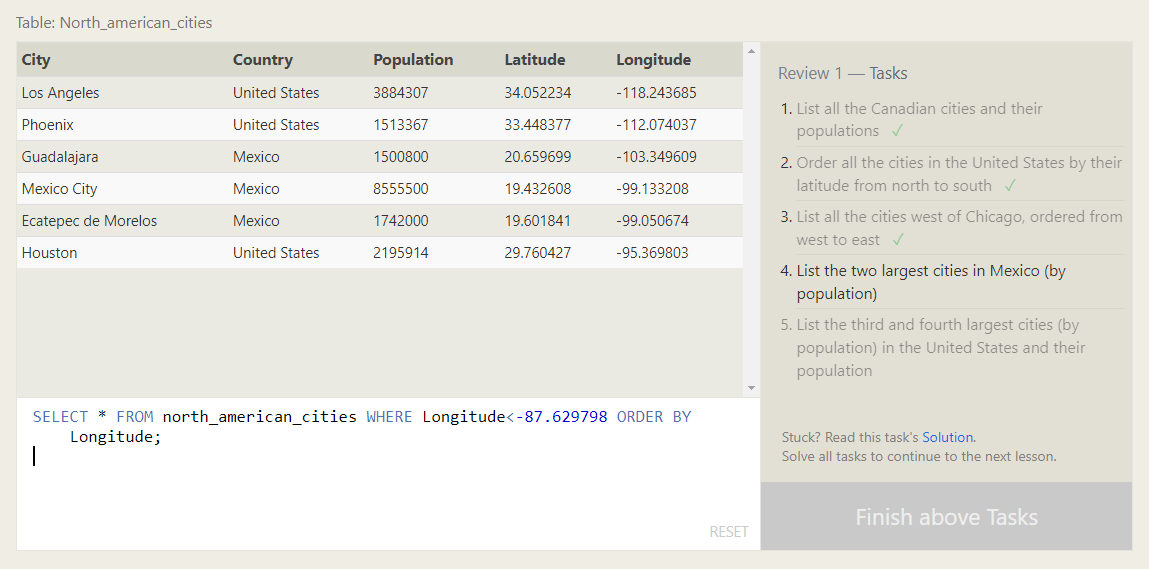 Table: North_american_cities
City Country Population Latitude Longitude
Los Angeles United States 3884307 34.052234 -118.243685
Phoenix United States 1513367 33.448377 -112.074037
Guadalajara Mexico 1500800 20.659699 -103.349609
Mexico City Mexico 8555500 19.432608 -99.133208
Ecatepec de Morelos Mexico 1742000 19.601841 -99.050674
Houston United States 2195914 29.760427 -95.369803
SELECT * FROM north_american_cities WHERE Longitude<-87.629798 ORDER BY
Longitude;
RESET
Review 1 — Tasks
1. List all the Canadian cities and their
populations ✓
2. Order all the cities in the United States by their
latitude from north to south ✓
3. List all the cities west of Chicago, ordered from
west to east ✓
4. List the two largest cities in Mexico (by
population)
5. List the third and fourth largest cities (by
population) in the United States and their
population
Stuck? Read this task's Solution.
Solve all tasks to continue to the next lesson.
Finish above Tasks